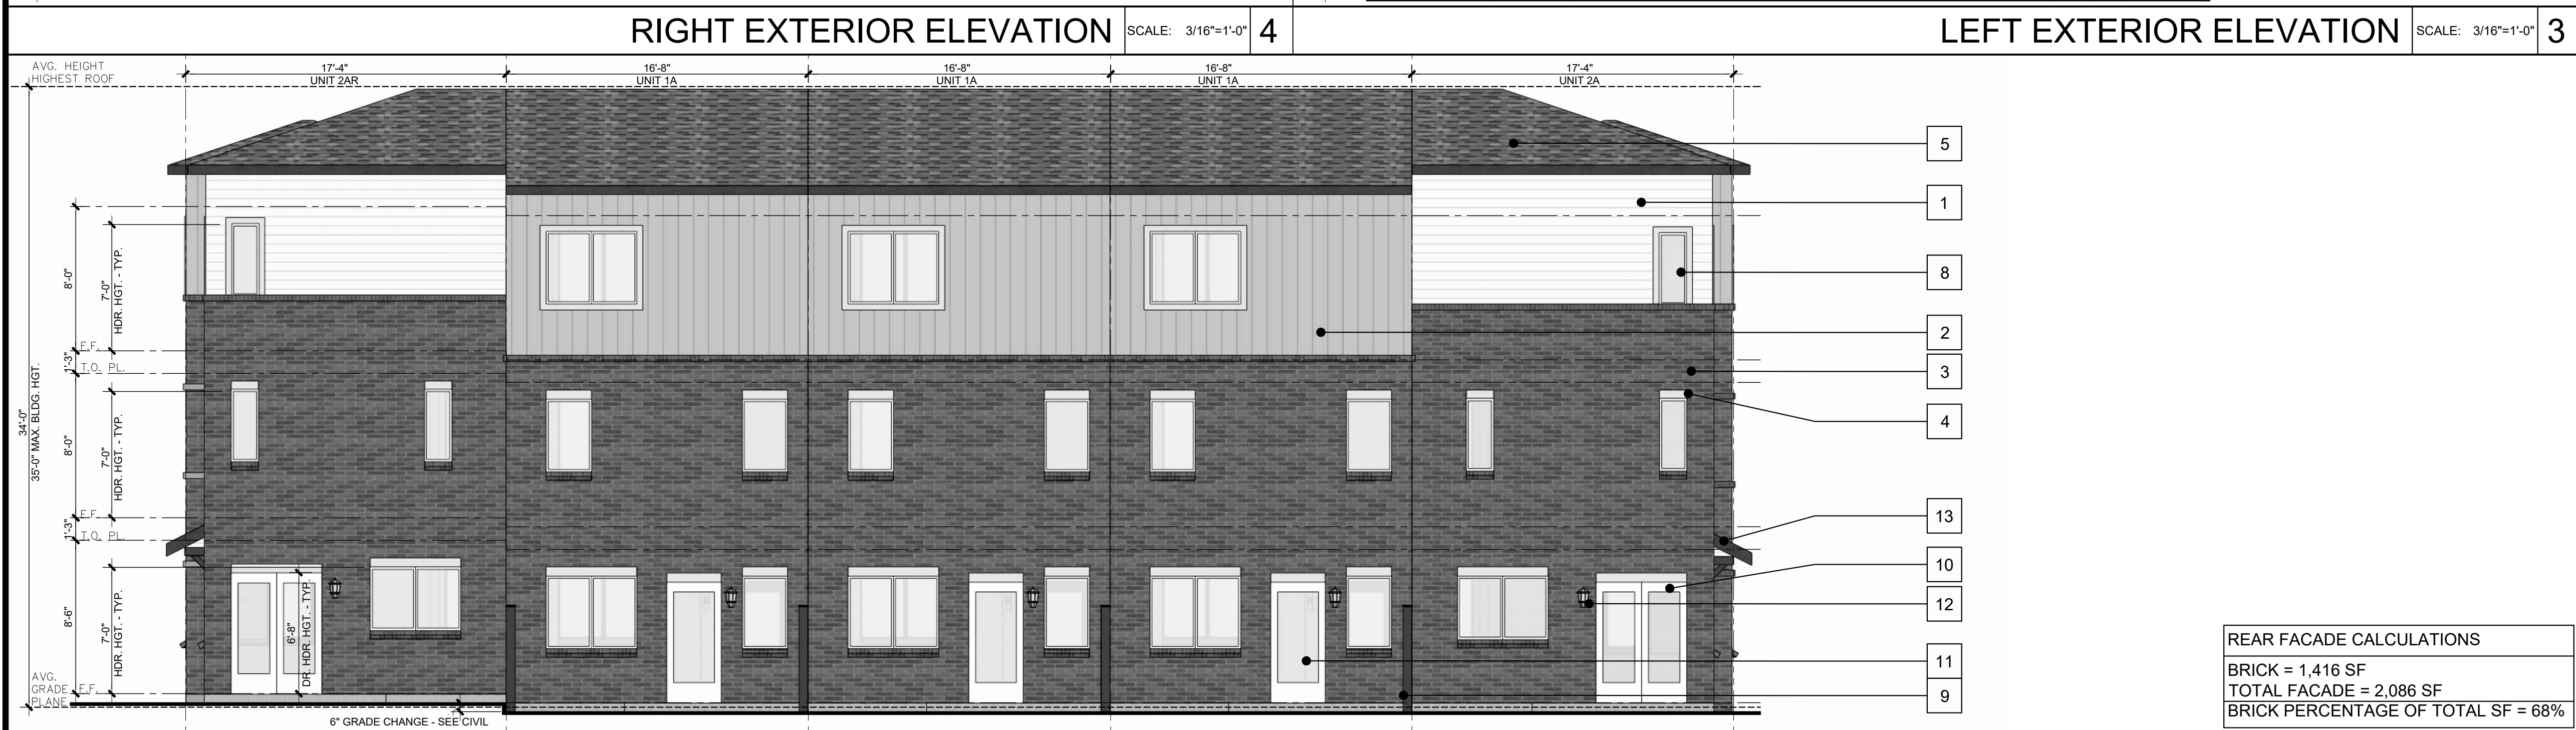 RIGHT EXTERIOR ELEVATION SCALE: 3/16"=1'-0" 4
LEFT EXTERIOR ELEVATION SCALE: 3/16"=1'-0" 3
AVG. HEIGHT
HIGHEST ROOF
17'-4"
UNIT 2AR
16'-8"
UNIT 1A
16'-8"
UNIT 1A
16'-8"
UNIT 1A
17'-4"
UNIT 2A
5
1
8
2
3
4
13
10
12
11
9
34'-0"
35'-0" MAX. BLDG. HGT.
8'-0"
7'-0"
HDR. HGT. - TYP.
F.F.
1'-3"
T.O. PL.
8'-0"
7'-0"
HDR. HGT. - TYP.
F.F.
1'-3"
T.O. PL.
8'-6"
7'-0"
HDR. HGT. - TYP.
6'-8"
DR. HDR. HGT. - TYP.
AVG.
GRADE F.F.
PLANE
6" GRADE CHANGE - SEE CIVIL
REAR FACADE CALCULATIONS
BRICK = 1,416 SF
TOTAL FACADE = 2,086 SF
BRICK PERCENTAGE OF TOTAL SF = 68%